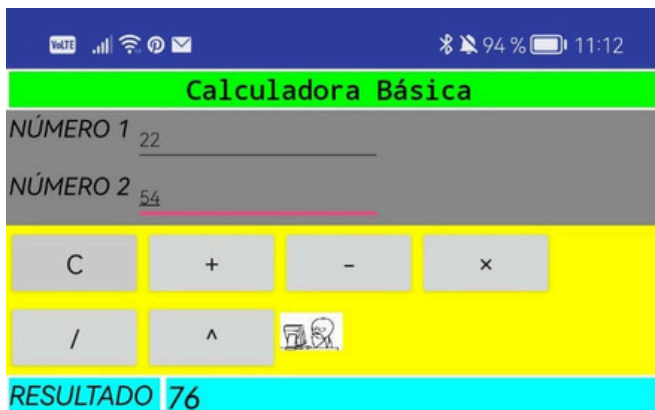 VoLTE 94 % 11:12
Calculadora Básica
NÚMERO 1 22
NÚMERO 2 54
C + - ×
/ ^
RESULTADO 76